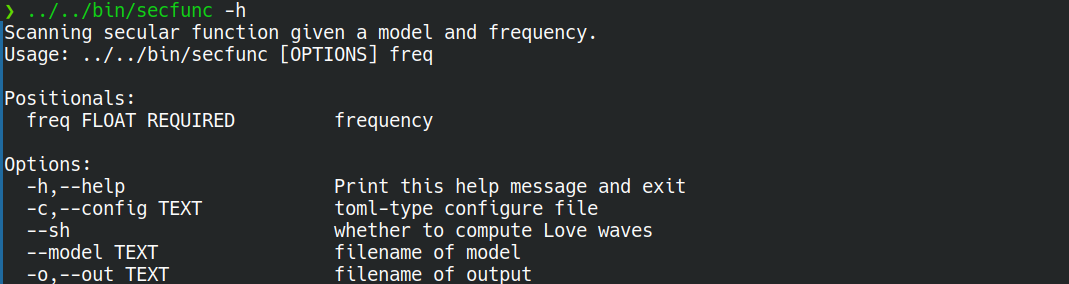 ❯ ../../bin/secfunc -h
Scanning secular function given a model and frequency.
Usage: ../../bin/secfunc [OPTIONS] freq
Positionals:
  freq FLOAT REQUIRED         frequency
Options:
  -h,--help                   Print this help message and exit
  -c,--config TEXT            toml-type configure file
  --sh                        whether to compute Love waves
  --model TEXT                filename of model
  -o,--out TEXT               filename of output